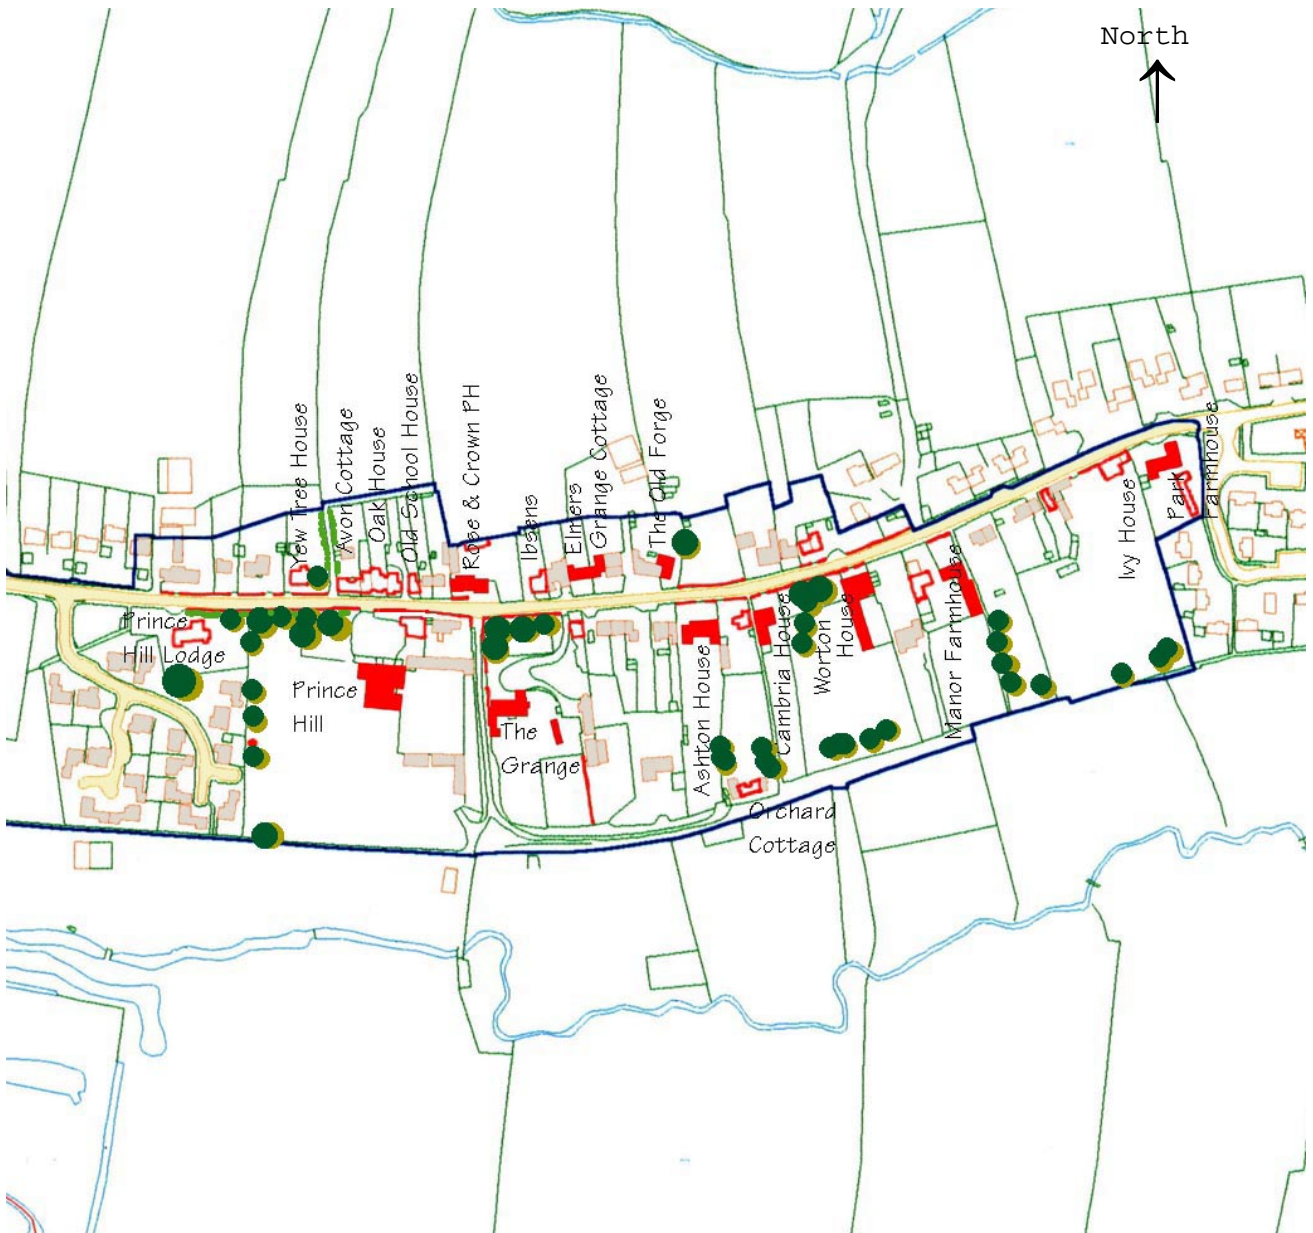 North
Yew Tree House
Avon Cottage
Oak House
Old School House
Rose & Crown PH
Ibsens
Elmers
Grange Cottage
The Old Forge
Ivy House
Park
Farmhouse
Prince
Hill Lodge
Prince
Hill
The
Grange
Ashton House
Cambria House
Worton
House
Manor Farmhouse
Orchard
Cottage